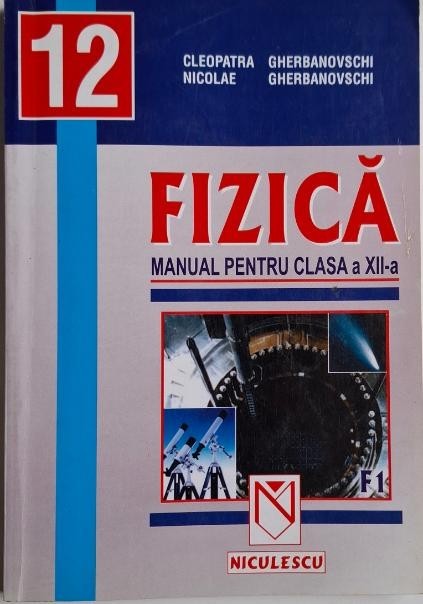 12
CLEOPATRA GHERBANOVSCHI
NICOLAE GHERBANOVSCHI
FIZICĂ
MANUAL PENTRU CLASA a XII-a
F1
NICULESCU